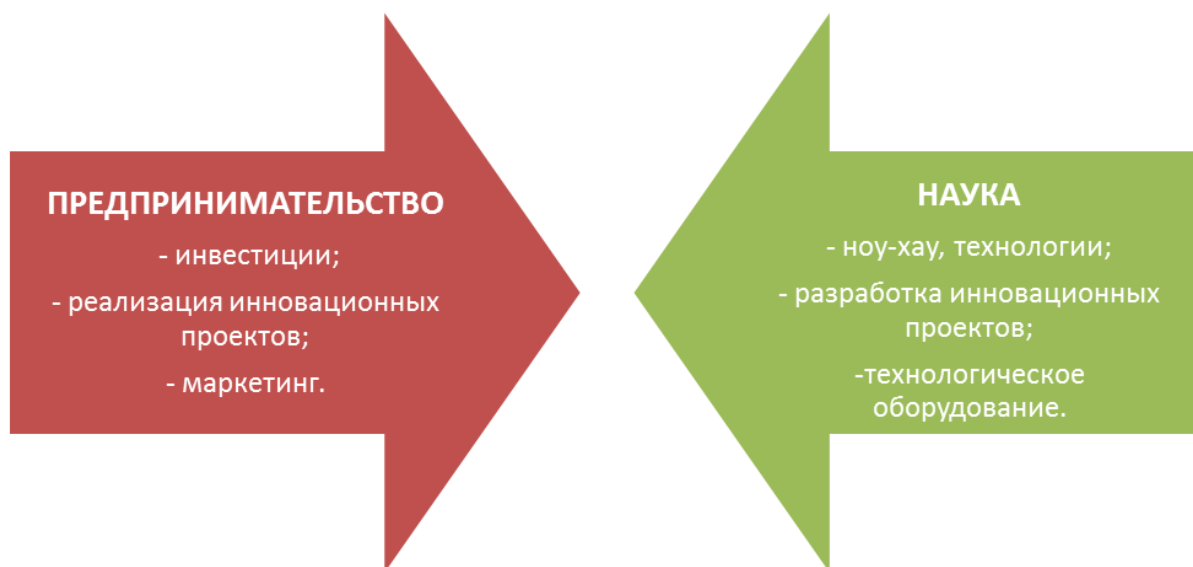 ПРЕДПРИНИМАТЕЛЬСТВО
- инвестиции;
- реализация инновационных
проектов;
- маркетинг.
НАУКА
- ноу-хау, технологии;
- разработка инновационных
проектов;
-технологическое
оборудование.